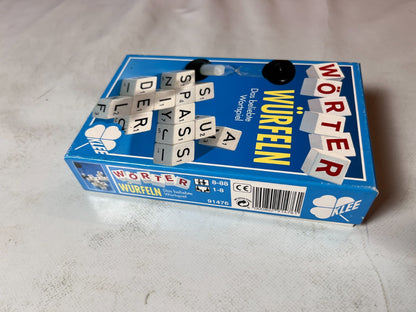 WÖRTER
WÜRFELN
Das beliebte
Wortspiel
SPASS
DER
KLEE
KLEE
WÖRTER
WÜRFELN
Das beliebte
Wortspiel
8-88
1-8
91476
CE